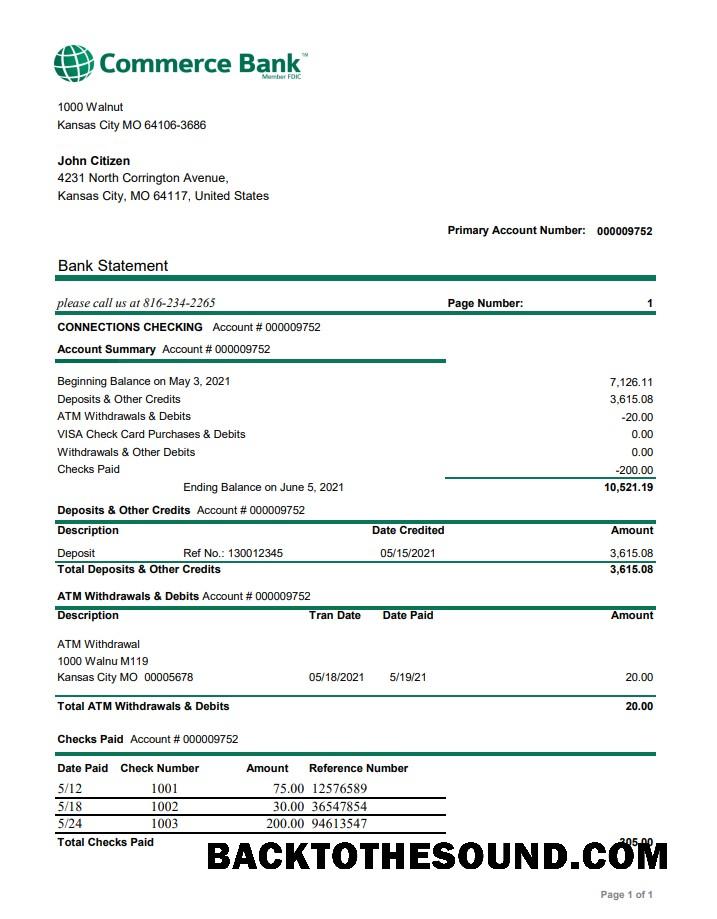 Commerce Bank™
Member FDIC
1000 Walnut
Kansas City MO 64106-3686
John Citizen
4231 North Corrington Avenue,
Kansas City, MO 64117, United States
Primary Account Number: 000009752
Bank Statement
please call us at 816-234-2265 Page Number: 1
CONNECTIONS CHECKING Account # 000009752
Account Summary Account # 000009752
Beginning Balance on May 3, 2021 7,126.11
Deposits & Other Credits 3,615.08
ATM Withdrawals & Debits -20.00
VISA Check Card Purchases & Debits 0.00
Withdrawals & Other Debits 0.00
Checks Paid -200.00
Ending Balance on June 5, 2021 10,521.19
Deposits & Other Credits Account # 000009752
Description Date Credited Amount
Deposit Ref No.: 130012345 05/15/2021 3,615.08
Total Deposits & Other Credits 3,615.08
ATM Withdrawals & Debits Account # 000009752
Description Tran Date Date Paid Amount
ATM Withdrawal
1000 Walnu M119
Kansas City MO 00005678 05/18/2021 5/19/21 20.00
Total ATM Withdrawals & Debits 20.00
Checks Paid Account # 000009752
Date Paid Check Number Amount Reference Number
5/12 1001 75.00 12576589
5/18 1002 30.00 36547854
5/24 1003 200.00 94613547
Total Checks Paid 305.00
BACKTOTHESOUND.COM
Page 1 of 1